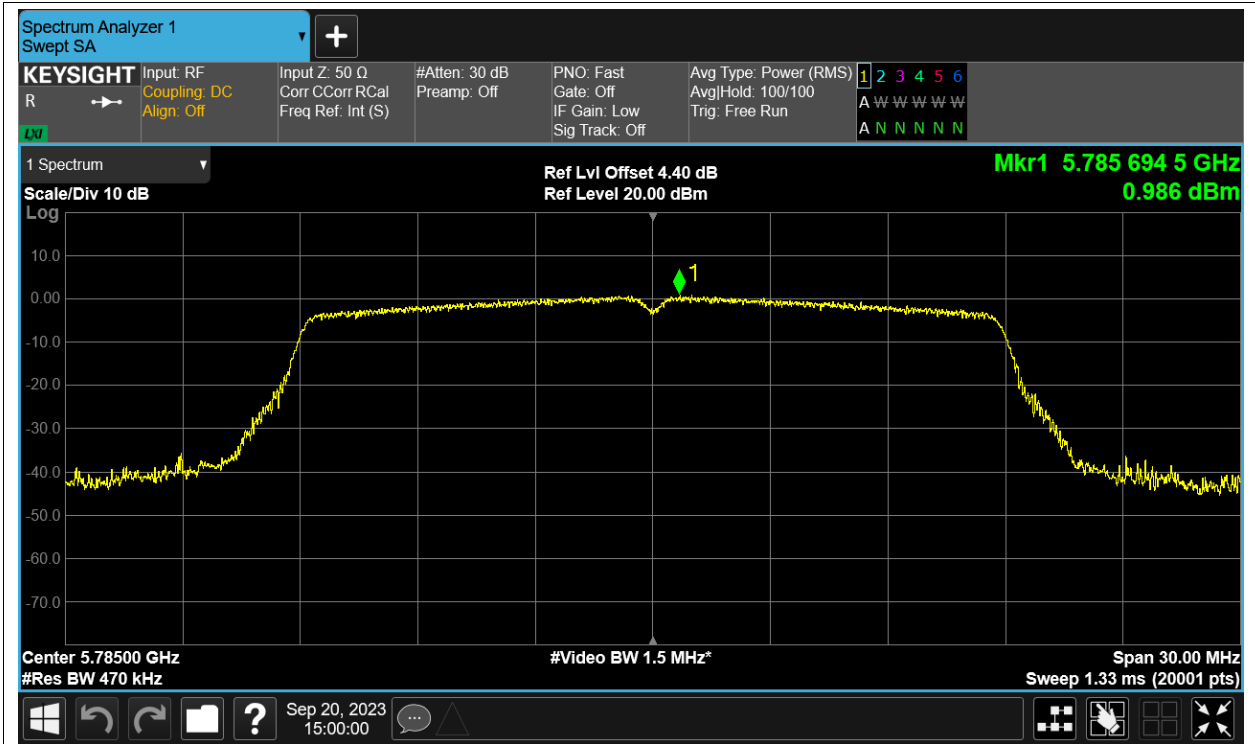 Spectrum Analyzer 1
Swept SA
KEYSIGHT
R
LXI
Input: RF
Coupling: DC
Align: Off
Input Z: 50 Ω
Corr CCorr RCal
Freq Ref: Int (S)
#Atten: 30 dB
Preamp: Off
PNO: Fast
Gate: Off
IF Gain: Low
Sig Track: Off
Avg Type: Power (RMS)
Avg|Hold: 100/100
Trig: Free Run
1 2 3 4 5 6
A W W W W W
A N N N N N
1 Spectrum
Scale/Div 10 dB
Log
Ref Lvl Offset 4.40 dB
Ref Level 20.00 dBm
Mkr1 5.785 694 5 GHz
0.986 dBm
1
10.0
0.00
-10.0
-20.0
-30.0
-40.0
-50.0
-60.0
-70.0
Center 5.78500 GHz
#Res BW 470 kHz
#Video BW 1.5 MHz*
Span 30.00 MHz
Sweep 1.33 ms (20001 pts)
?
Sep 20, 2023
15:00:00